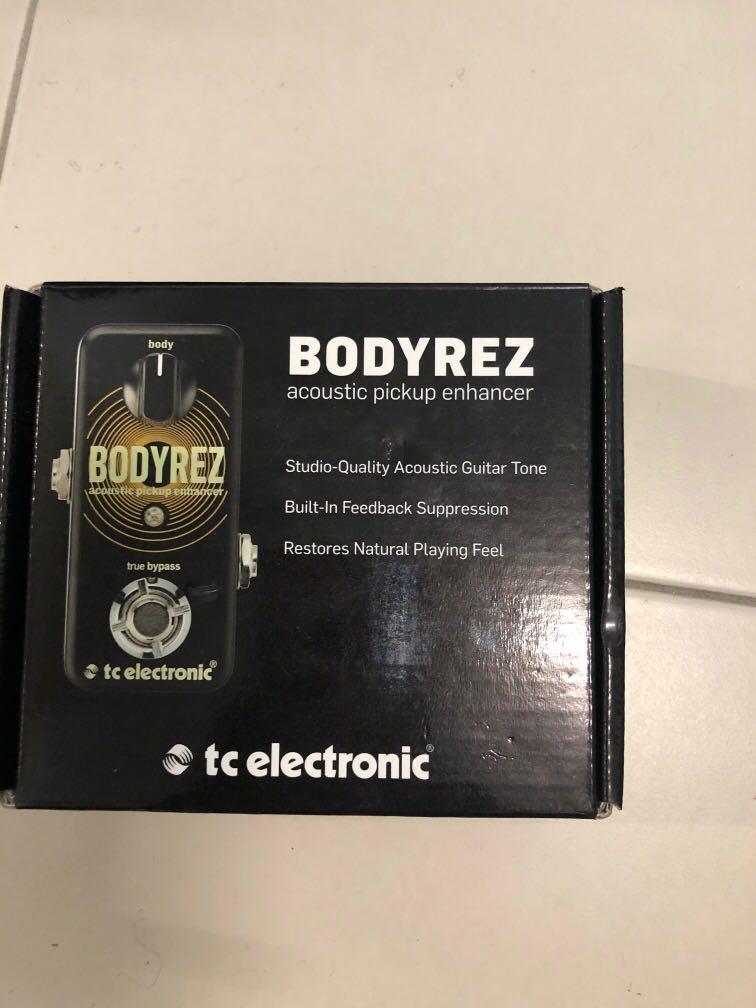 body
BODYREZ
acoustic pickup enhancer
true bypass
tc electronic®
BODYREZ
acoustic pickup enhancer
Studio-Quality Acoustic Guitar Tone
Built-In Feedback Suppression
Restores Natural Playing Feel
tc electronic®